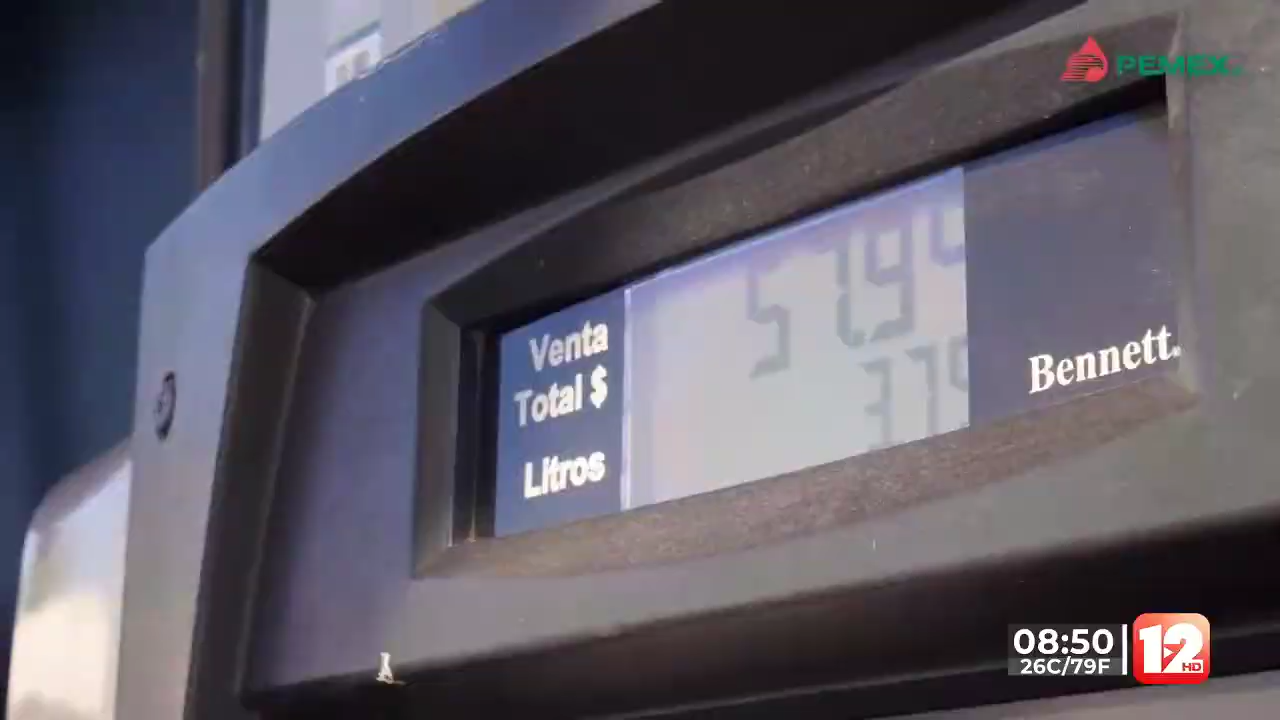 PEMEX
Venta
Total $
Litros
Bennett.
08:50
26C/79F
12
HD